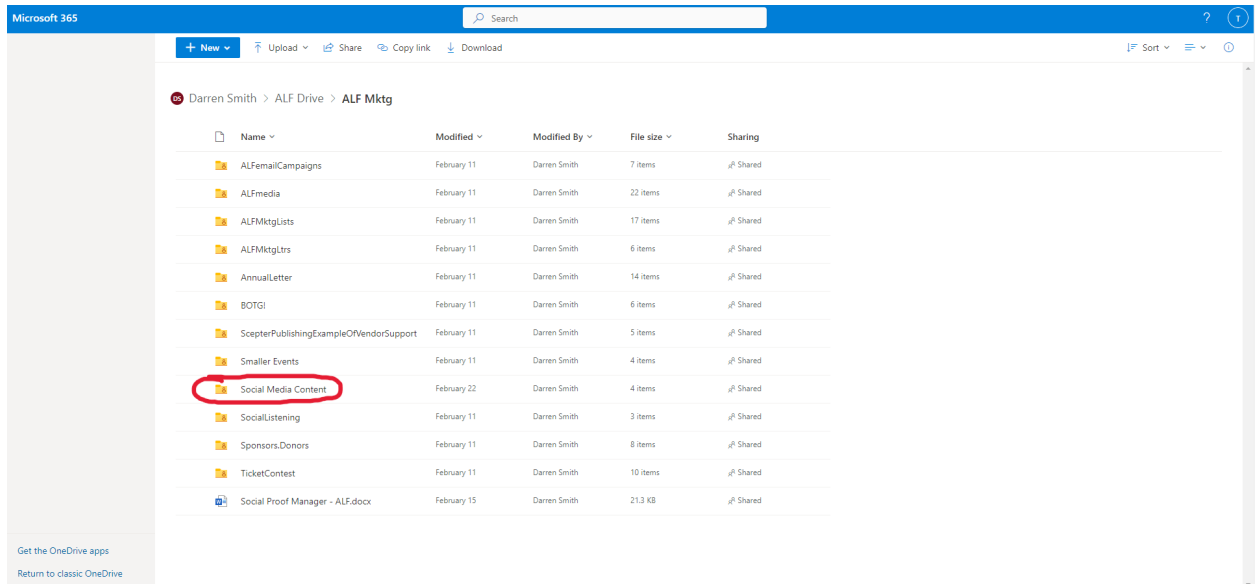 Microsoft 365 Search ? T
+ New Upload Share Copy link Download Sort
DS Darren Smith > ALF Drive > ALF Mktg
Name Modified Modified By File size Sharing
ALFemailCampaigns February 11 Darren Smith 7 items Shared
ALFmedia February 11 Darren Smith 22 items Shared
ALFMktgLists February 11 Darren Smith 17 items Shared
ALFMktgLtrs February 11 Darren Smith 6 items Shared
AnnualLetter February 11 Darren Smith 14 items Shared
BOTG! February 11 Darren Smith 6 items Shared
ScepterPublishingExampleOfVendorSupport February 11 Darren Smith 5 items Shared
Smaller Events February 11 Darren Smith 4 items Shared
Social Media Content February 22 Darren Smith 4 items Shared
SocialListening February 11 Darren Smith 3 items Shared
Sponsors.Donors February 11 Darren Smith 8 items Shared
TicketContest February 11 Darren Smith 10 items Shared
Social Proof Manager - ALF.docx February 15 Darren Smith 21.3 KB Shared
Get the OneDrive apps
Return to classic OneDrive